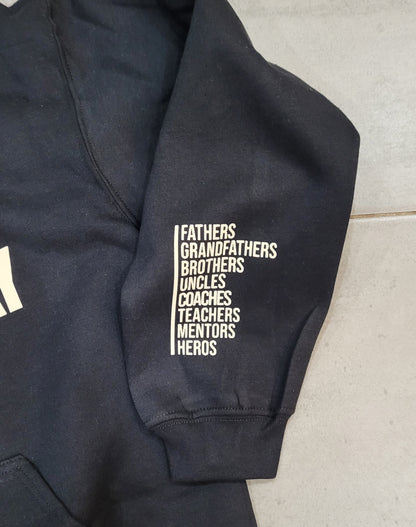 FATHERS
GRANDFATHERS
BROTHERS
UNCLES
COACHES
TEACHERS
MENTORS
HEROS